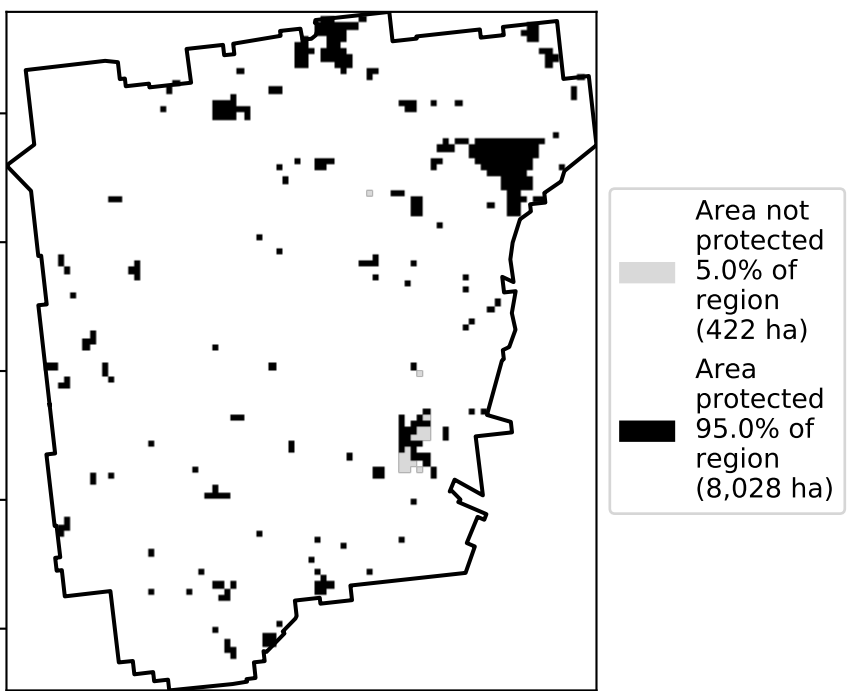 Area not
protected
5.0% of
region
(422 ha)
Area
protected
95.0% of
region
(8,028 ha)